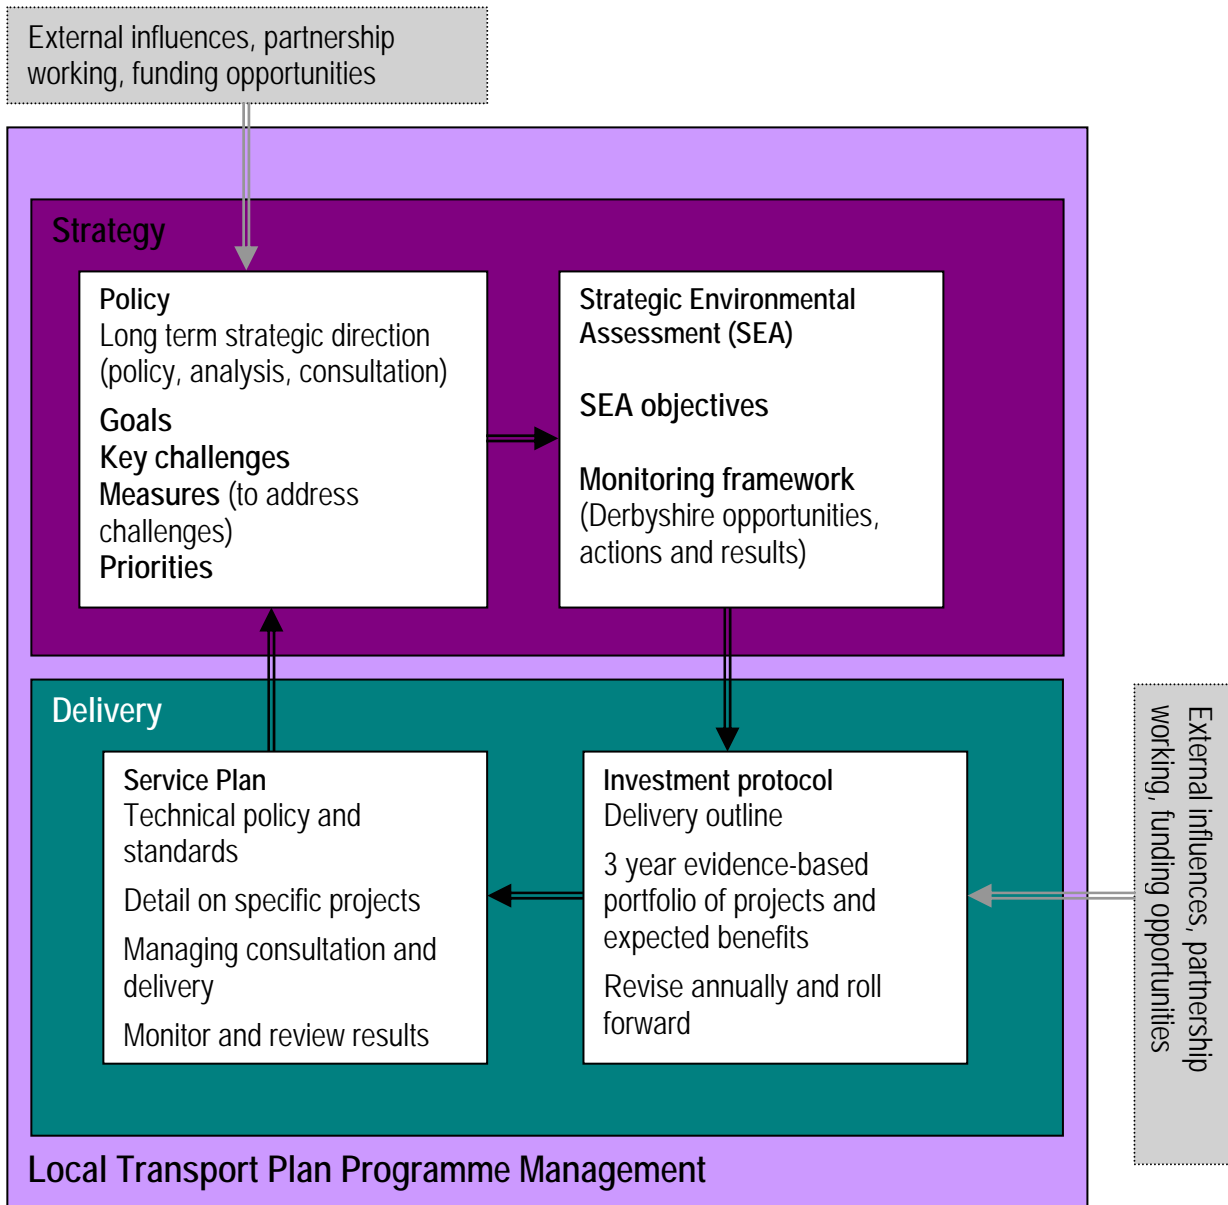 External influences, partnership
working, funding opportunities
Strategy
Policy
Long term strategic direction
(policy, analysis, consultation)
Goals
Key challenges
Measures (to address
challenges)
Priorities
Strategic Environmental
Assessment (SEA)
SEA objectives
Monitoring framework
(Derbyshire opportunities,
actions and results)
Delivery
Service Plan
Technical policy and
standards
Detail on specific projects
Managing consultation and
delivery
Monitor and review results
Investment protocol
Delivery outline
3 year evidence-based
portfolio of projects and
expected benefits
Revise annually and roll
forward
External influences, partnership
working, funding opportunities
Local Transport Plan Programme Management